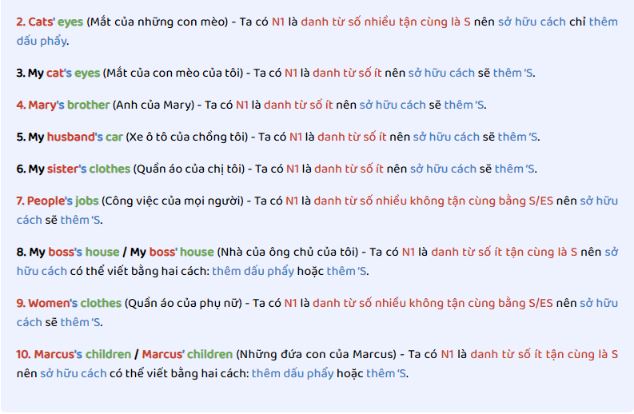 2. Cats' eyes (Mắt của những con mèo) - Ta có N1 là danh từ số nhiều tận cùng là S nên sở hữu cách chỉ thêm
dấu phẩy.
3. My cat's eyes (Mắt của con mèo của tôi) - Ta có N1 là danh từ số ít nên sở hữu cách sẽ thêm 'S.
4. Mary's brother (Anh của Mary) - Ta có N1 là danh từ số ít nên sở hữu cách sẽ thêm 'S.
5. My husband's car (Xe ô tô của chồng tôi) - Ta có N1 là danh từ số ít nên sở hữu cách sẽ thêm 'S.
6. My sister's clothes (Quần áo của chị tôi) - Ta có N1 là danh từ số ít nên sở hữu cách sẽ thêm 'S.
7. People's jobs (Công việc của mọi người) - Ta có N1 là danh từ số nhiều không tận cùng bằng S/ES nên sở hữu
cách sẽ thêm 'S.
8. My boss's house / My boss' house (Nhà của ông chủ của tôi) - Ta có N1 là danh từ số ít tận cùng là S nên sở
hữu cách có thể viết bằng hai cách: thêm dấu phẩy hoặc thêm 'S.
9. Women's clothes (Quần áo của phụ nữ) - Ta có N1 là danh từ số nhiều không tận cùng bằng S/ES nên sở hữu
cách sẽ thêm 'S.
10. Marcus's children / Marcus' children (Những đứa con của Marcus) - Ta có N1 là danh từ số ít tận cùng là S
nên sở hữu cách có thể viết bằng hai cách: thêm dấu phẩy hoặc thêm 'S.